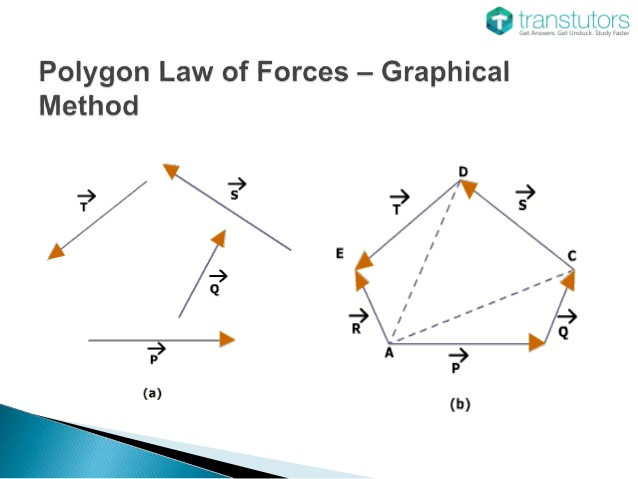 transtutors
Get Answers. Get Unstuck. Study Faster
Polygon Law of Forces – Graphical
Method
T
S
Q
P
(a)
D
T
S
E
C
R
Q
A
P
(b)